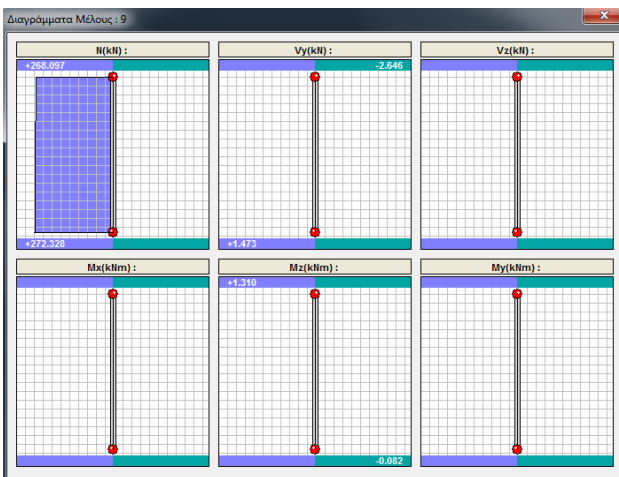 Διαγράμματα Μέλους : 9
x
N(kN) :
Vy(kN) :
Vz(kN) :
+268.097
-2.646
+272.328
+1.473
Mx(kNm) :
Mz(kNm) :
My(kNm) :
+1.310
-0.082